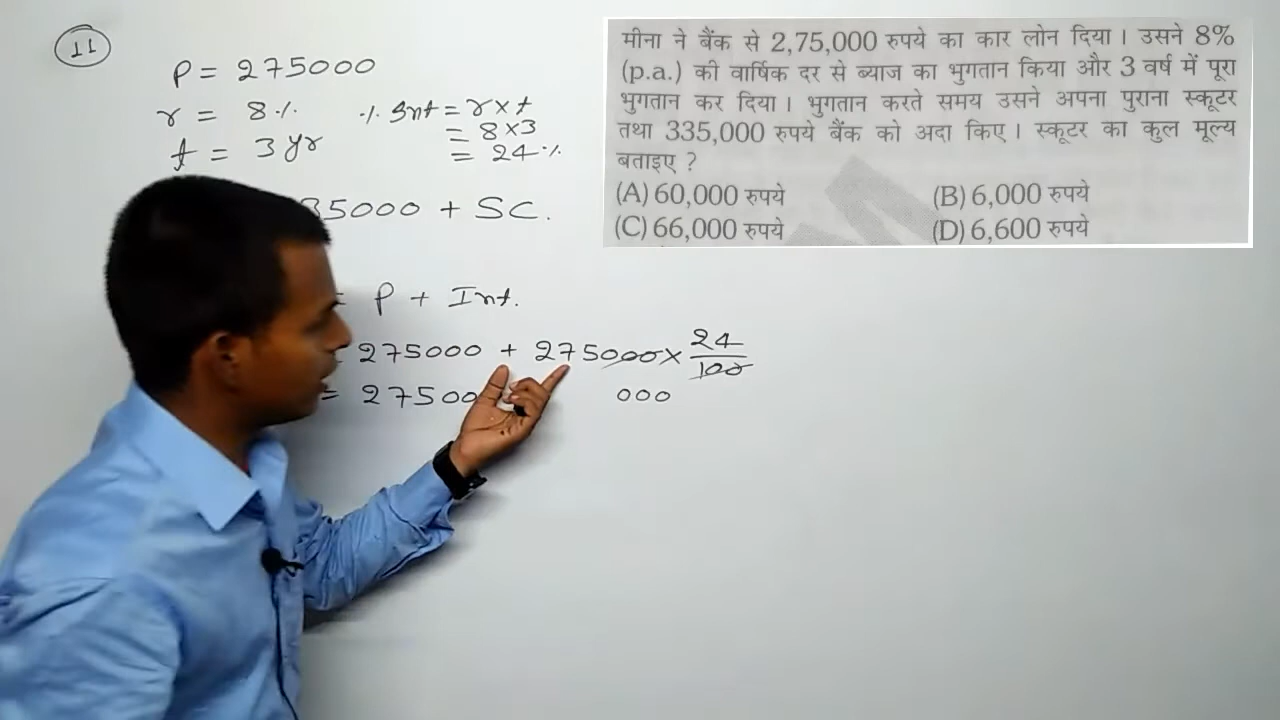 11
P = 275000
r = 8%
t = 3 yr
% Int = r x t
= 8 x 3
= 24 %
35000 + SC.
= P + Int.
= 275000 + 275000 x 24/100
= 27500 000
मीना ने बैंक से 2,75,000 रुपये का कार लोन दिया। उसने 8%
(p.a.) की वार्षिक दर से ब्याज का भुगतान किया और 3 वर्ष में पूरा
भुगतान कर दिया। भुगतान करते समय उसने अपना पुराना स्कूटर
तथा 335,000 रुपये बैंक को अदा किए। स्कूटर का कुल मूल्य
बताइए ?
(A) 60,000 रुपये (B) 6,000 रुपये
(C) 66,000 रुपये (D) 6,600 रुपये